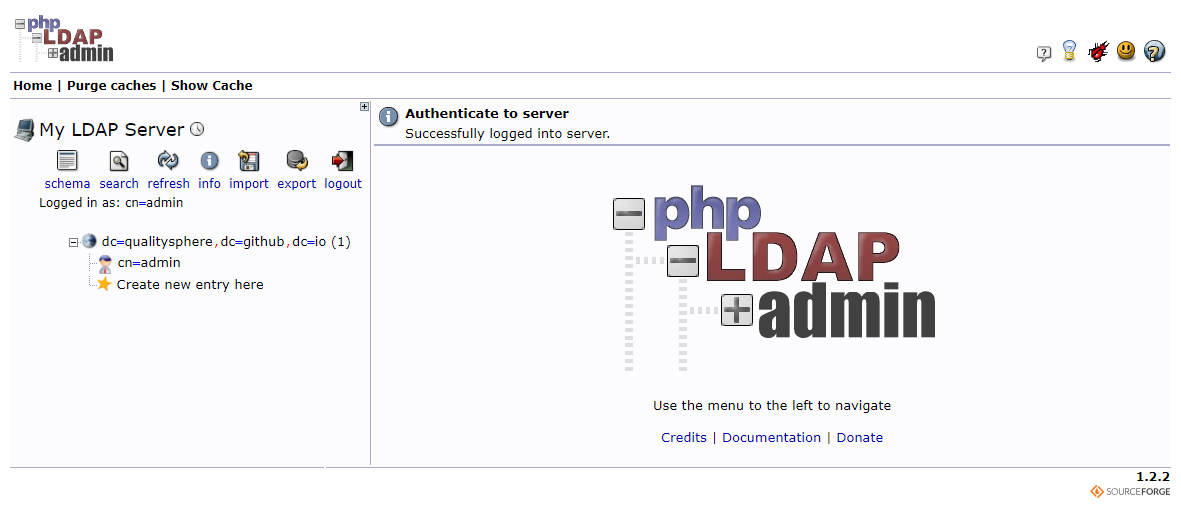 php
LDAP
admin
Home | Purge caches | Show Cache
My LDAP Server
schema search refresh info import export logout
Logged in as: cn=admin
dc=qualitysphere,dc=github,dc=io (1)
cn=admin
Create new entry here
Authenticate to server
Successfully logged into server.
php
LDAP
admin
Use the menu to the left to navigate
Credits | Documentation | Donate
1.2.2
SOURCEFORGE